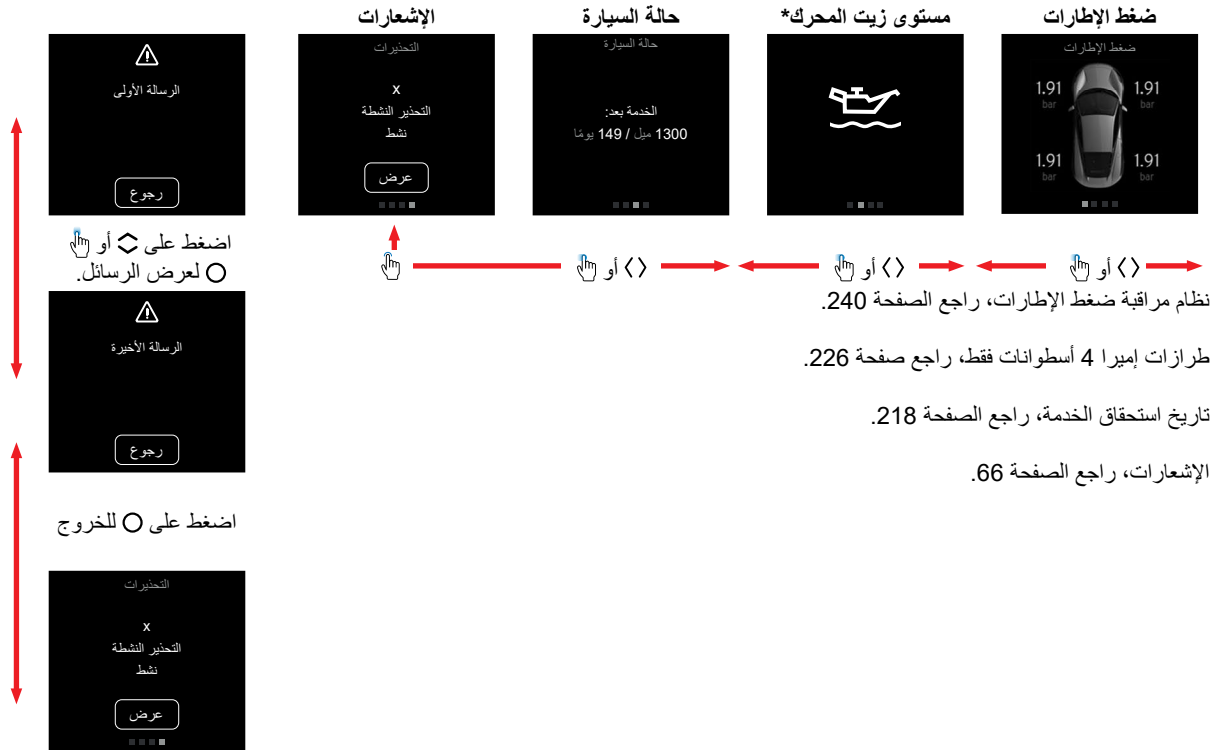 ضغط الإطارات
مستوى زيت المحرك*
حالة السيارة
الإشعارات
ضغط الإطارات
1.91
bar
1.91
bar
1.91
bar
1.91
bar
حالة السيارة
الخدمة بعد:
1300 ميل / 149 يومًا
التحذيرات
x
التحذير النشطة
نشط
عرض
الرسالة الأولى
رجوع
أو
أو
أو
اضغط على أو
لعرض الرسائل.
الرسالة الأخيرة
رجوع
اضغط على للخروج
التحذيرات
x
التحذير النشطة
نشط
عرض
نظام مراقبة ضغط الإطارات، راجع الصفحة 240.
طرازات إميرا 4 أسطوانات فقط، راجع صفحة 226.
تاريخ استحقاق الخدمة، راجع الصفحة 218.
الإشعارات، راجع الصفحة 66.